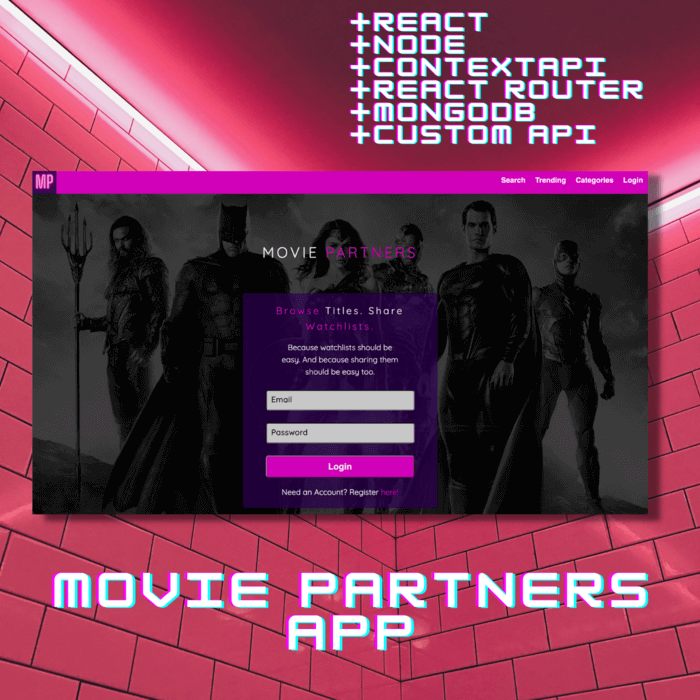 +REACT
+NODE
+CONTEXTAPI
+REACT ROUTER
+MONGODB
+CUSTOM API
MP
Search Trending Categories Login
MOVIE PARTNERS
Browse Titles. Share
Watchlists.
Because watchlists should be
easy. And because sharing them
should be easy too.
Email
Password
Login
Need an Account? Register here!
MOVIE PARTNERS
APP